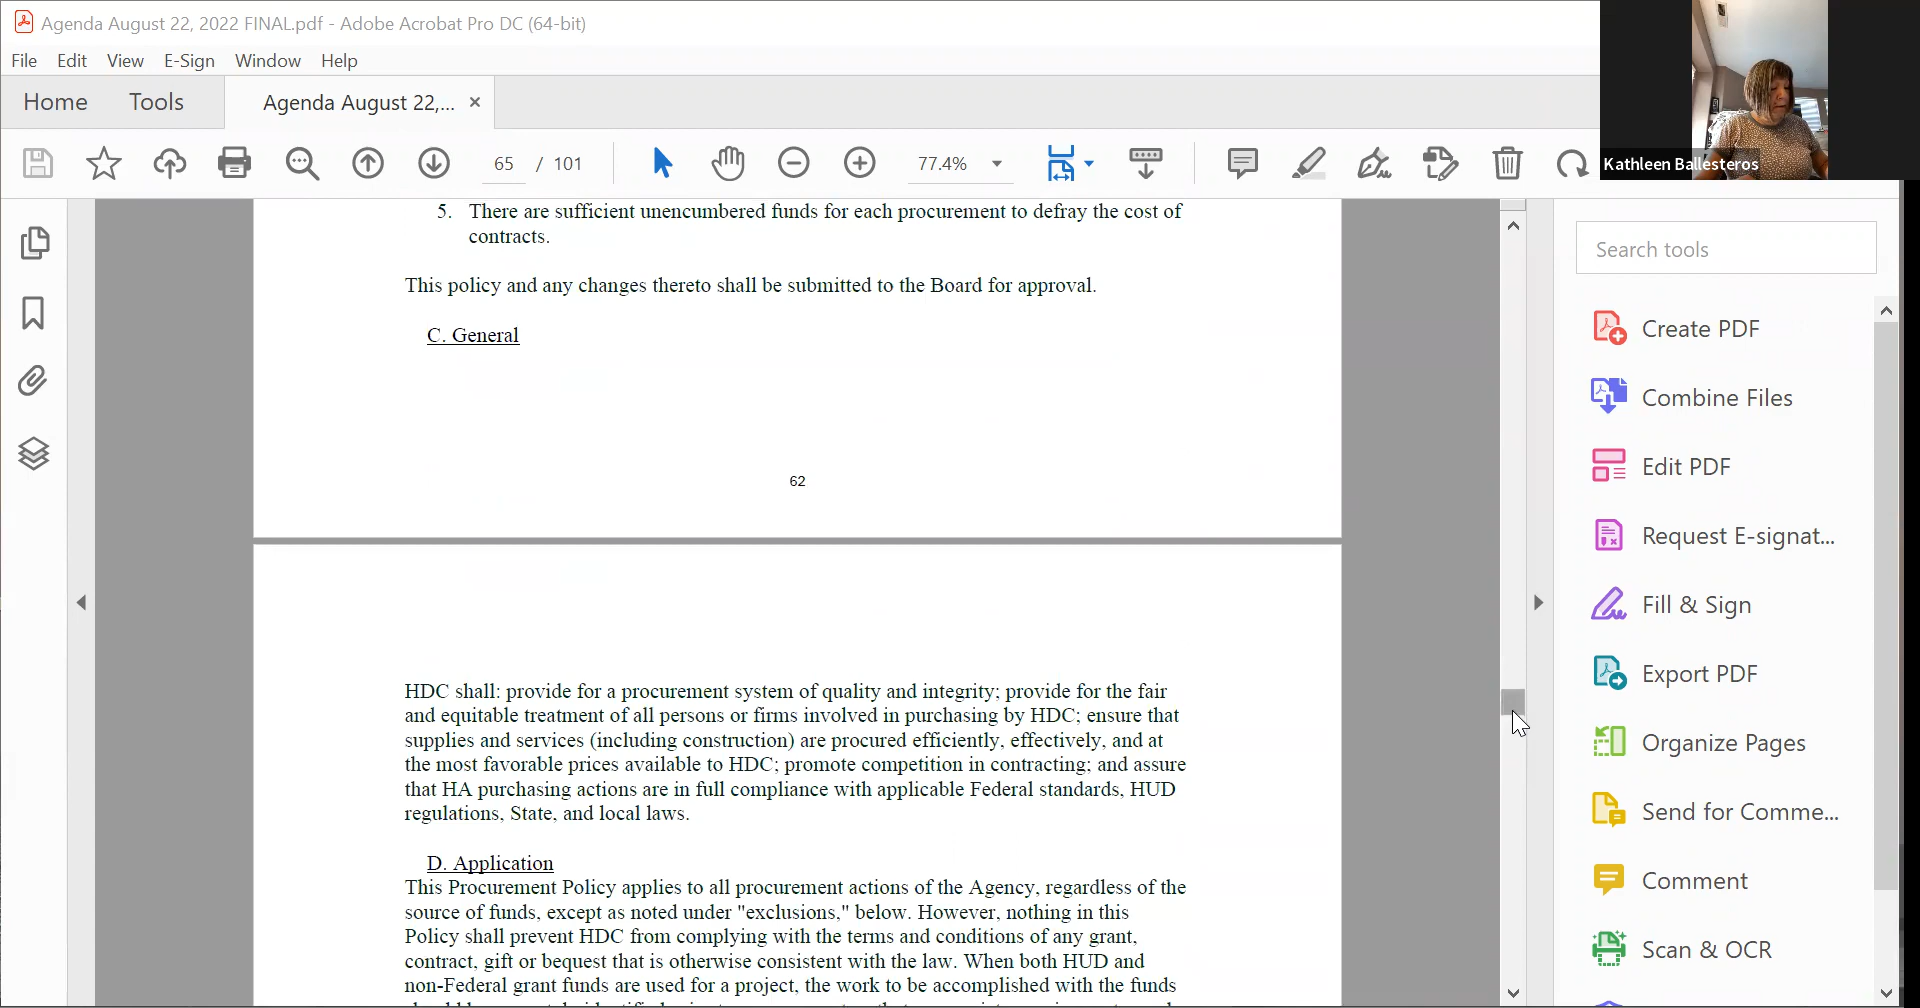 Agenda August 22, 2022 FINAL.pdf - Adobe Acrobat Pro DC (64-bit)
File Edit View E-Sign Window Help
Home Tools Agenda August 22,... ×
65 / 101 77.4%
Kathleen Ballesteros
5. There are sufficient unencumbered funds for each procurement to defray the cost of
contracts.
This policy and any changes thereto shall be submitted to the Board for approval.
C. General
62
HDC shall: provide for a procurement system of quality and integrity; provide for the fair
and equitable treatment of all persons or firms involved in purchasing by HDC; ensure that
supplies and services (including construction) are procured efficiently, effectively, and at
the most favorable prices available to HDC; promote competition in contracting; and assure
that HA purchasing actions are in full compliance with applicable Federal standards, HUD
regulations, State, and local laws.
D. Application
This Procurement Policy applies to all procurement actions of the Agency, regardless of the
source of funds, except as noted under "exclusions," below. However, nothing in this
Policy shall prevent HDC from complying with the terms and conditions of any grant,
contract, gift or bequest that is otherwise consistent with the law. When both HUD and
non-Federal grant funds are used for a project, the work to be accomplished with the funds
Search tools
Create PDF
Combine Files
Edit PDF
Request E-signat...
Fill & Sign
Export PDF
Organize Pages
Send for Comme...
Comment
Scan & OCR